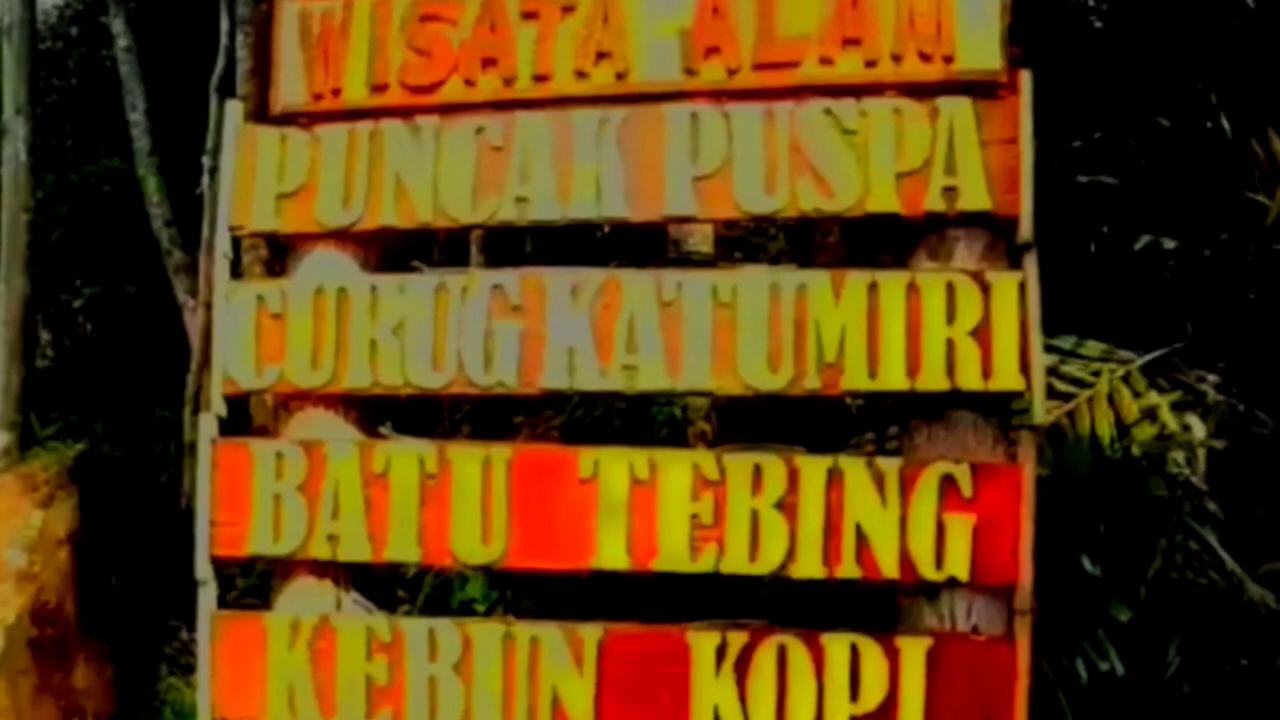 WISATA ALAM
PUNCAK PUSPA
CURUG KATUMIRI
BATU TEBING
KEBUN KOPI